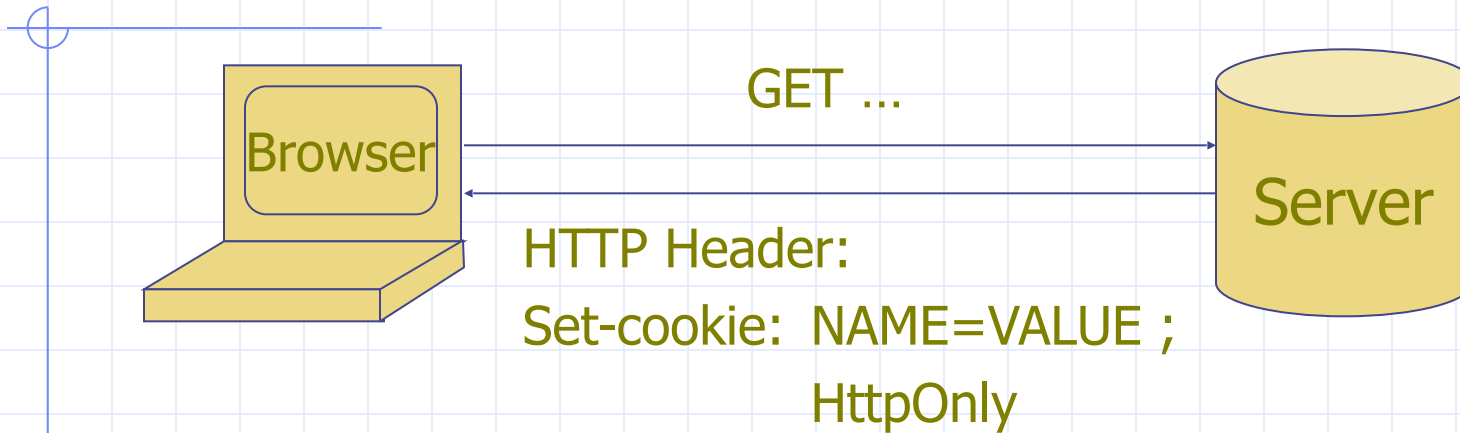 GET ...
Browser
Server
HTTP Header:
Set-cookie: NAME=VALUE ;
HttpOnly